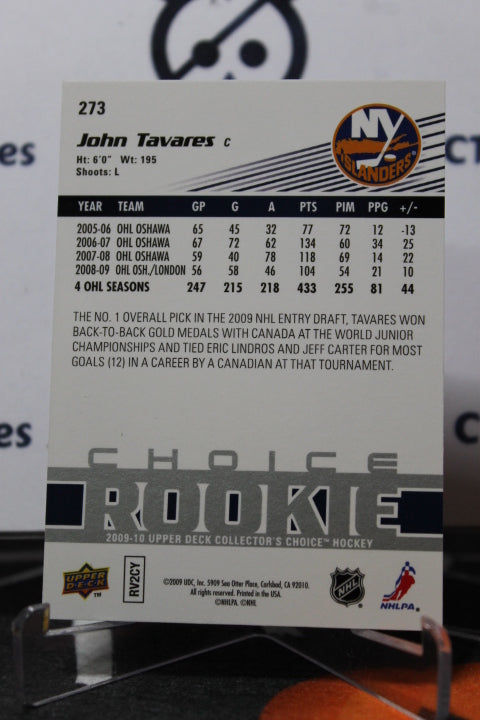 273
John Tavares C
Ht: 6'0" Wt: 195
Shoots: L
NY
ISLANDERS
YEAR TEAM GP G A PTS PIM PPG +/-
2005-06 OHL OSHAWA 65 45 32 77 72 12 -13
2006-07 OHL OSHAWA 67 72 62 134 60 34 25
2007-08 OHL OSHAWA 59 40 78 118 69 14 22
2008-09 OHL OSH./LONDON 56 58 46 104 54 21 10
4 OHL SEASONS 247 215 218 433 255 81 44
THE NO. 1 OVERALL PICK IN THE 2009 NHL ENTRY DRAFT, TAVARES WON
BACK-TO-BACK GOLD MEDALS WITH CANADA AT THE WORLD JUNIOR
CHAMPIONSHIPS AND TIED ERIC LINDROS AND JEFF CARTER FOR MOST
GOALS (12) IN A CAREER BY A CANADIAN AT THAT TOURNAMENT.
CHOICE
ROOKIE
2009-10 UPPER DECK COLLECTOR'S CHOICE™ HOCKEY
UPPER DECK ™
RV2CY
©2009 UDC, Inc. 5909 Sea Otter Place, Carlsbad, CA 92010.
All rights reserved. Printed in the USA.
©NHLPA. ©NHL.
NHL
NHLPA.